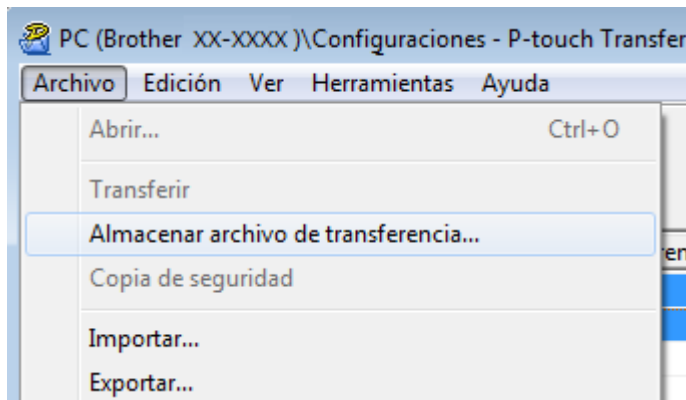 PC (Brother XX-XXXX )\Configuraciones - P-touch Transfer
Archivo Edición Ver Herramientas Ayuda
Abrir... Ctrl+O
Transferir
Almacenar archivo de transferencia...
Copia de seguridad
Importar...
Exportar...